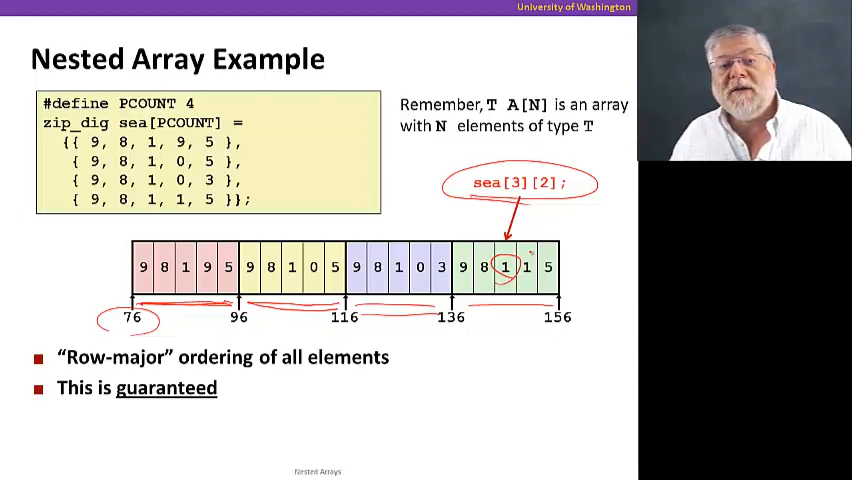 University of Washington
Nested Array Example
#define PCOUNT 4
zip_dig sea[PCOUNT] =
{{ 9, 8, 1, 9, 5 },
{ 9, 8, 1, 0, 5 },
{ 9, 8, 1, 0, 3 },
{ 9, 8, 1, 1, 5 }};
Remember, T A[N] is an array
with N elements of type T
sea[3][2];
9 8 1 9 5 9 8 1 0 5 9 8 1 0 3 9 8 1 1 5
76 96 116 136 156
■ “Row-major” ordering of all elements
■ This is guaranteed
Nested Arrays